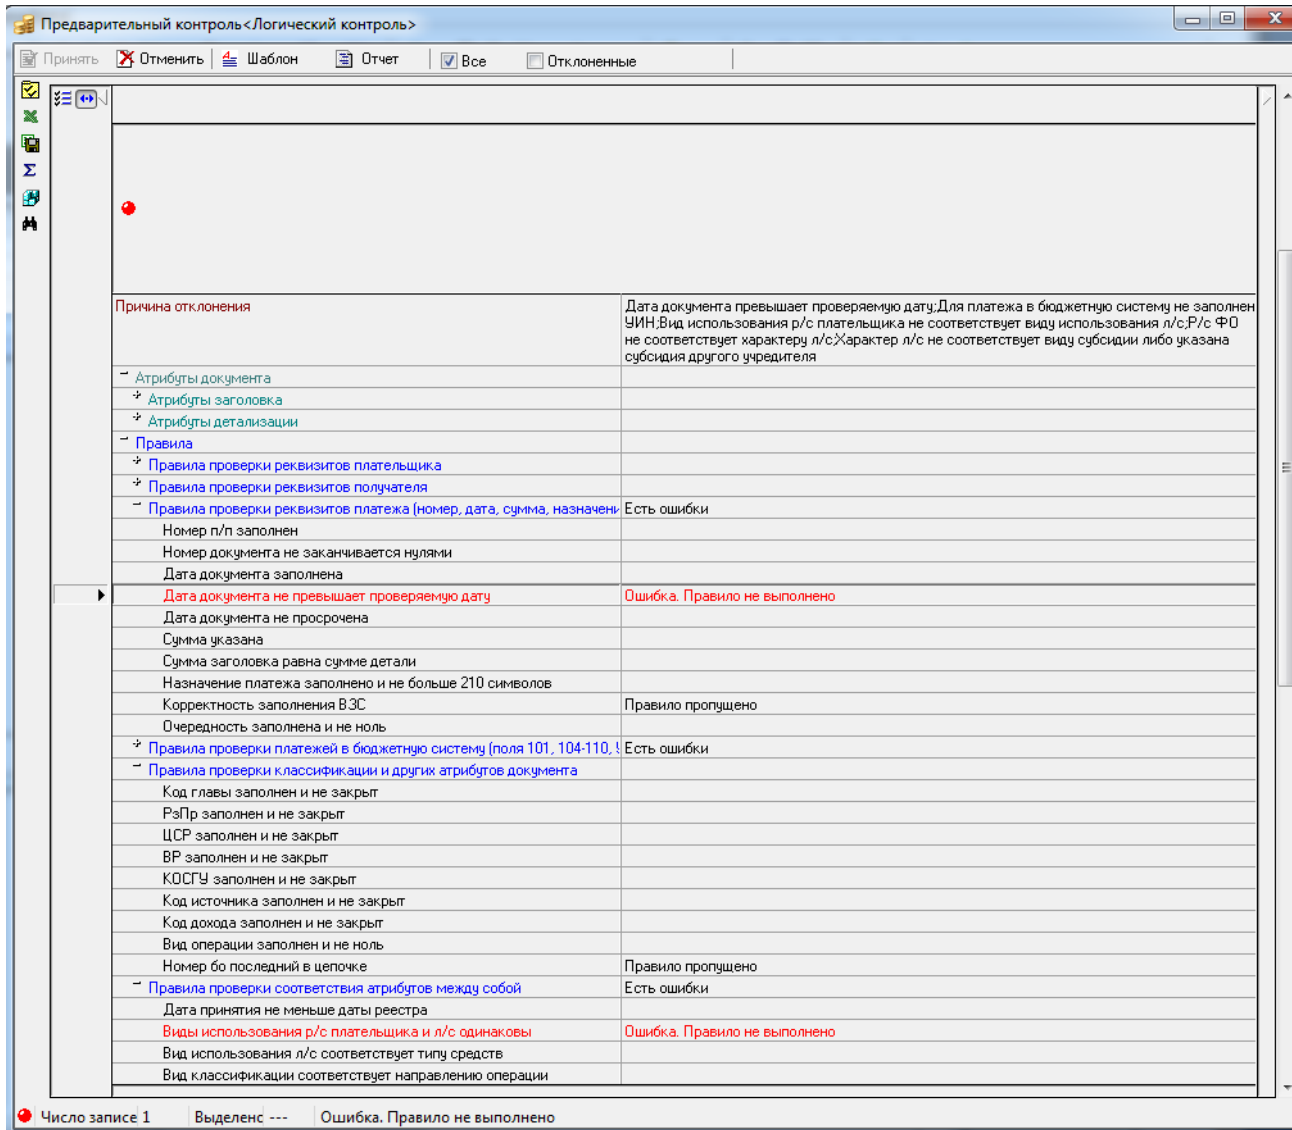 Предварительный контроль<Логический контроль>
Принять Отменить Шаблон Отчет Все Отклоненные
Причина отклонения
Дата документа превышает проверяемую дату;Для платежа в бюджетную систему не заполнен
УИН;Вид использования р/с плательщика не соответствует виду использования л/с;Р/с ФО
не соответствует характеру л/с;Характер л/с не соответствует виду субсидии либо указана
субсидия другого учредителя
Атрибуты документа
Атрибуты заголовка
Атрибуты детализации
Правила
Правила проверки реквизитов плательщика
Правила проверки реквизитов получателя
Правила проверки реквизитов платежа (номер, дата, сумма, назначени Есть ошибки
Номер п/п заполнен
Номер документа не заканчивается нулями
Дата документа заполнена
Дата документа не превышает проверяемую дату Ошибка. Правило не выполнено
Дата документа не просрочена
Сумма указана
Сумма заголовка равна сумме детали
Назначение платежа заполнено и не больше 210 символов
Корректность заполнения ВЗС Правило пропущено
Очередность заполнена и не ноль
Правила проверки платежей в бюджетную систему (поля 101, 104-110, Есть ошибки
Правила проверки классификации и других атрибутов документа
Код главы заполнен и не закрыт
РзПр заполнен и не закрыт
ЦСР заполнен и не закрыт
ВР заполнен и не закрыт
КОСГУ заполнен и не закрыт
Код источника заполнен и не закрыт
Код дохода заполнен и не закрыт
Вид операции заполнен и не ноль
Номер бо последний в цепочке Правило пропущено
Правила проверки соответствия атрибутов между собой Есть ошибки
Дата принятия не меньше даты реестра
Виды использования р/с плательщика и л/с одинаковы Ошибка. Правило не выполнено
Вид использования л/с соответствует типу средств
Вид классификации соответствует направлению операции
Число записе 1 Выделено --- Ошибка. Правило не выполнено